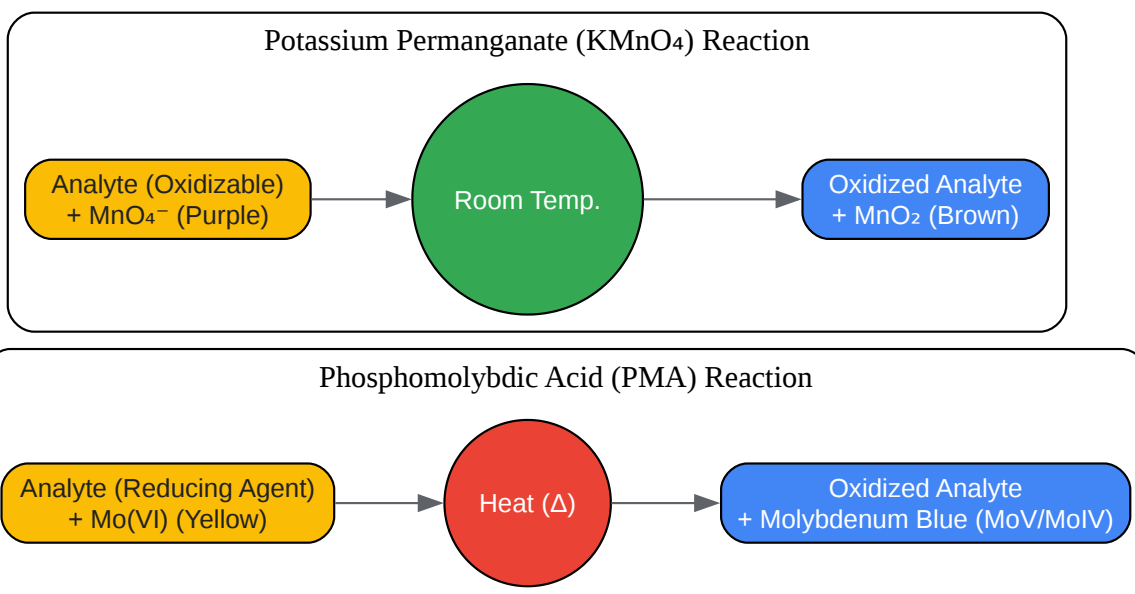 Potassium Permanganate (KMnO₄) Reaction
Analyte (Oxidizable)
+ MnO₄⁻ (Purple)
Room Temp.
Oxidized Analyte
+ MnO₂ (Brown)
Phosphomolybdic Acid (PMA) Reaction
Analyte (Reducing Agent)
+ Mo(VI) (Yellow)
Heat (Δ)
Oxidized Analyte
+ Molybdenum Blue (MoV/MoIV)